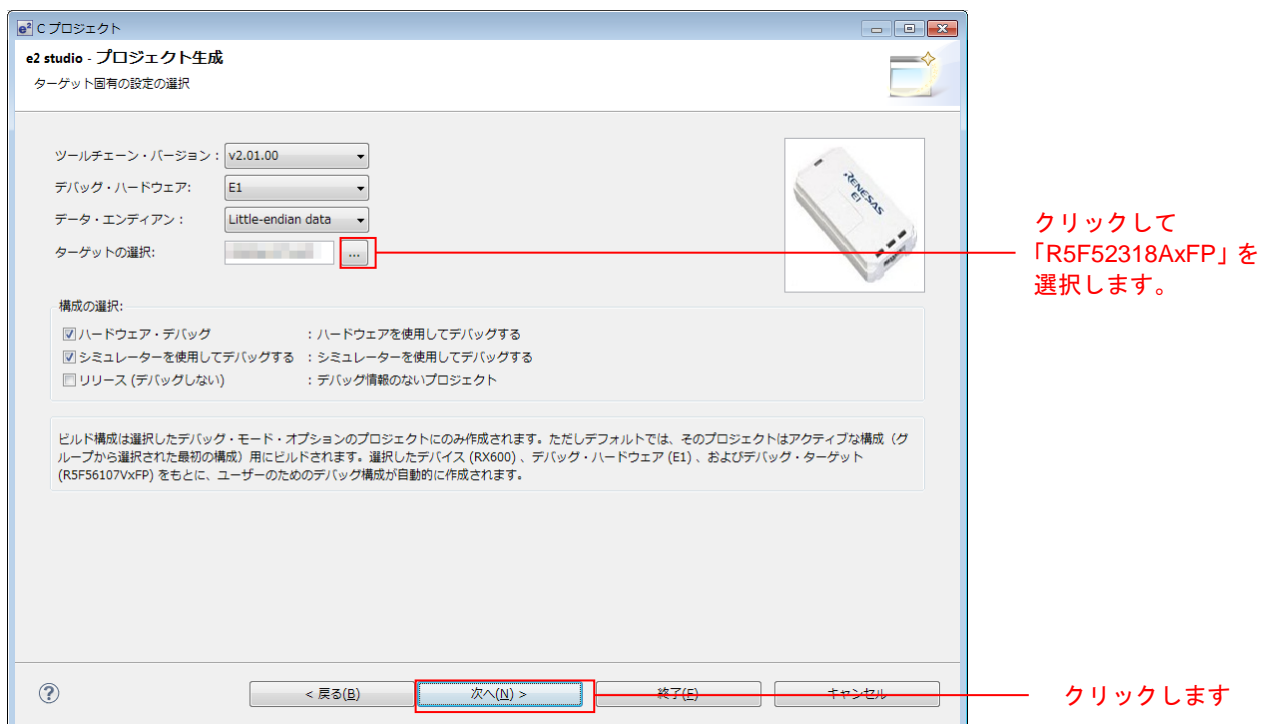 e² C プロジェクト
e2 studio - プロジェクト生成
ターゲット固有の設定の選択
ツールチェーン・バージョン : v2.01.00
デバッグ・ハードウェア: E1
データ・エンディアン : Little-endian data
ターゲットの選択: ...
RENESAS
E1
クリックして
「R5F52318AxFP」を
選択します。
構成の選択:
ハードウェア・デバッグ : ハードウェアを使用してデバッグする
シミュレーターを使用してデバッグする : シミュレーターを使用してデバッグする
リリース (デバッグしない) : デバッグ情報のないプロジェクト
ビルド構成は選択したデバッグ・モード・オプションのプロジェクトにのみ作成されます。ただしデフォルトでは、そのプロジェクトはアクティブな構成（グ
ループから選択された最初の構成）用にビルドされます。選択したデバイス (RX600) 、デバッグ・ハードウェア (E1) 、およびデバッグ・ターゲット
(R5F56107VxFP) をもとに、ユーザーのためのデバッグ構成が自動的に作成されます。
? < 戻る(B) 次へ(N) > 終了(F) キャンセル
クリックします